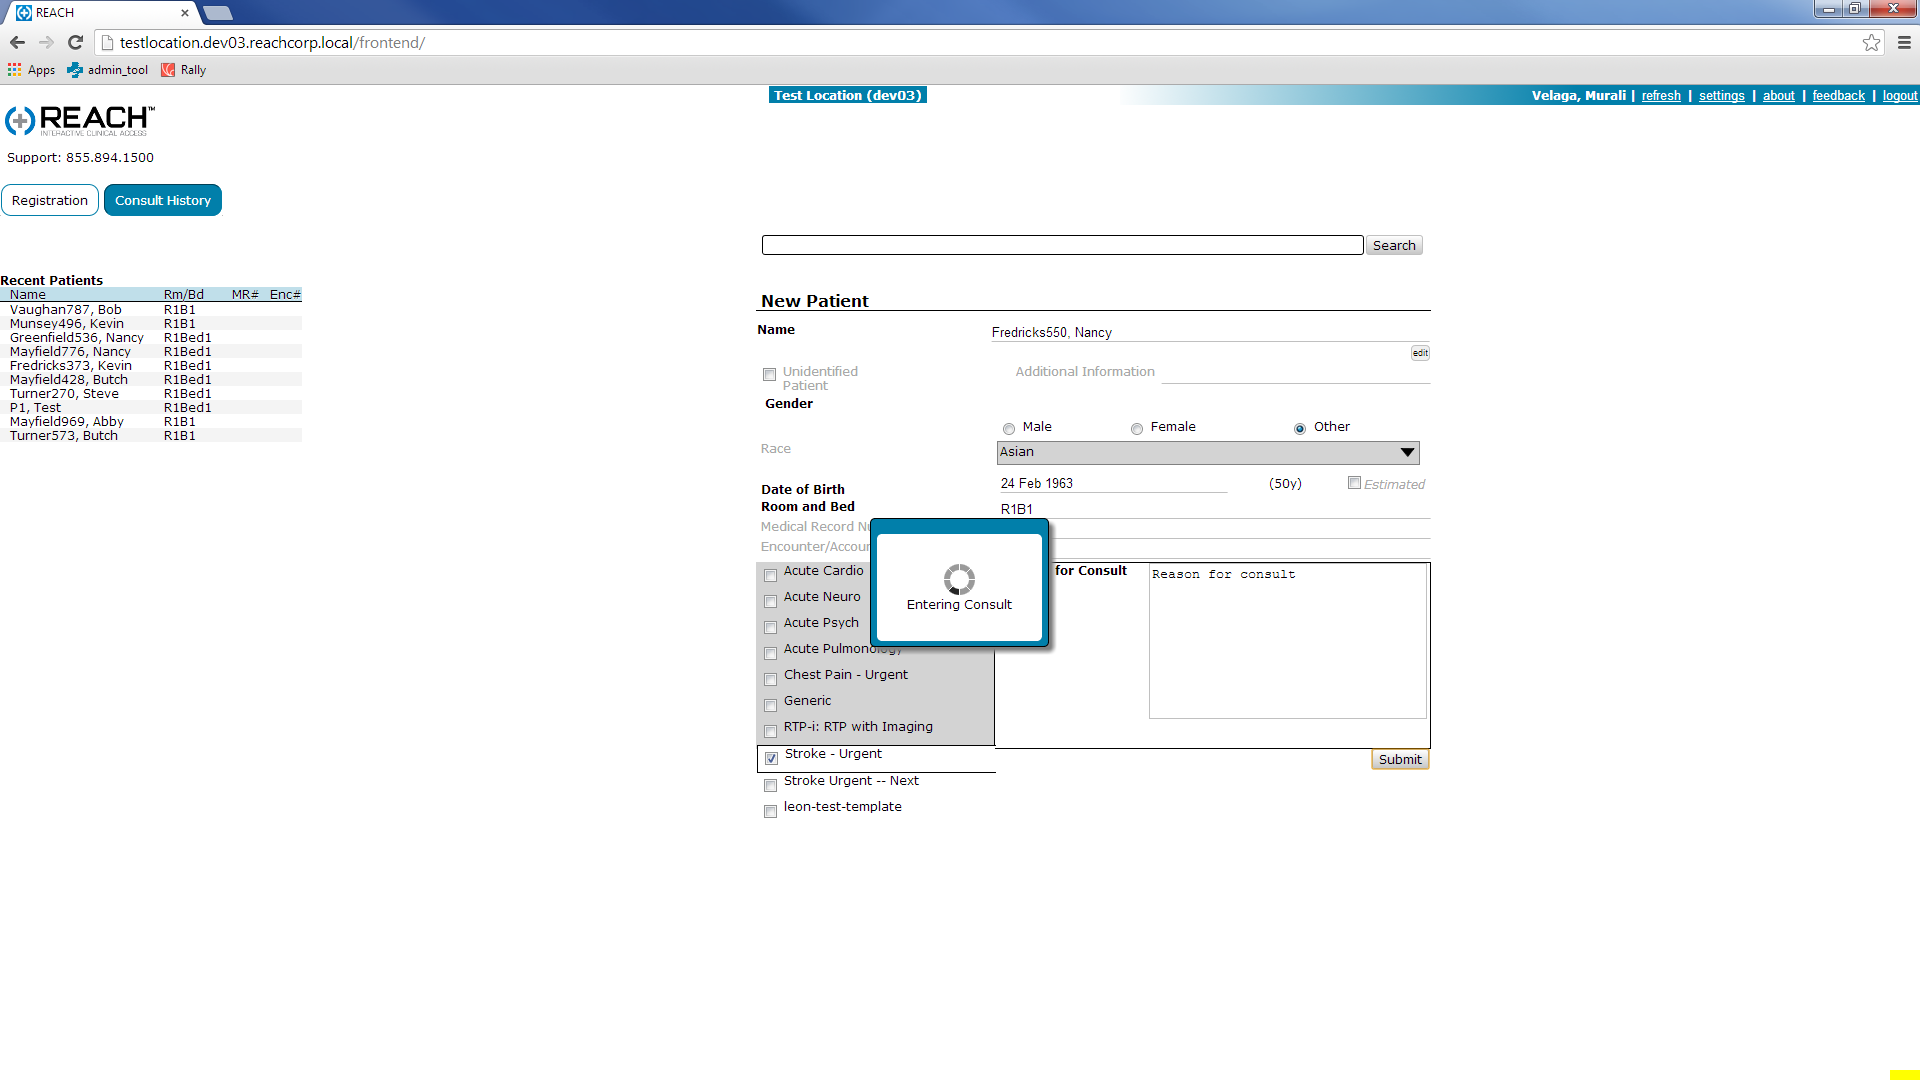 REACH
testlocation.dev03.reachcorp.local/frontend/
Apps admin_tool Rally
Test Location (dev03)
Velaga, Murali | refresh | settings | about | feedback | logout
REACH™
INTERACTIVE CLINICAL ACCESS
Support: 855.894.1500
Registration Consult History
Search
Recent Patients
Name Rm/Bd MR# Enc#
Vaughan787, Bob R1B1
Munsey496, Kevin R1B1
Greenfield536, Nancy R1Bed1
Mayfield776, Nancy R1Bed1
Fredricks373, Kevin R1Bed1
Mayfield428, Butch R1Bed1
Turner270, Steve R1Bed1
P1, Test R1Bed1
Mayfield969, Abby R1B1
Turner573, Butch R1B1
New Patient
Name Fredricks550, Nancy
edit
Unidentified Patient Additional Information
Gender
Male Female Other
Race Asian
Date of Birth 24 Feb 1963 (50y) Estimated
Room and Bed R1B1
Medical Record
Encounter/Accou
Entering Consult
for Consult Reason for consult
Acute Cardio
Acute Neuro
Acute Psych
Acute Pulmonology
Chest Pain - Urgent
Generic
RTP-i: RTP with Imaging
Stroke - Urgent
Submit
Stroke Urgent -- Next
leon-test-template